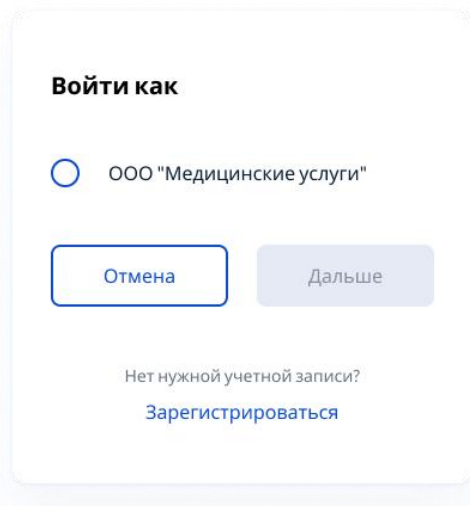 Войти как
ООО "Медицинские услуги"
Отмена
Дальше
Нет нужной учетной записи?
Зарегистрироваться